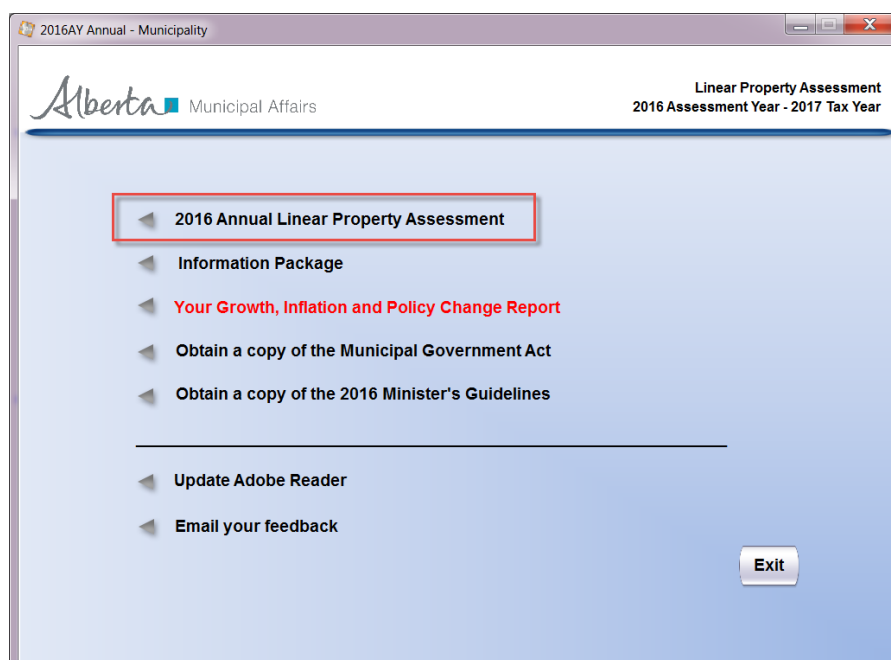 2016AY Annual - Municipality
Alberta Municipal Affairs
Linear Property Assessment
2016 Assessment Year - 2017 Tax Year
2016 Annual Linear Property Assessment
Information Package
Your Growth, Inflation and Policy Change Report
Obtain a copy of the Municipal Government Act
Obtain a copy of the 2016 Minister's Guidelines
Update Adobe Reader
Email your feedback
Exit